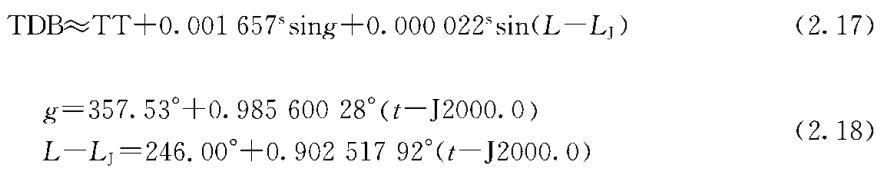 TDB≈TT+0.001 657ˢsing+0.000 022ˢsin(L−L_J) (2.17)
g=357.53°+0.985 600 28°(t−J2000.0)
L−L_J=246.00°+0.902 517 92°(t−J2000.0) (2.18)